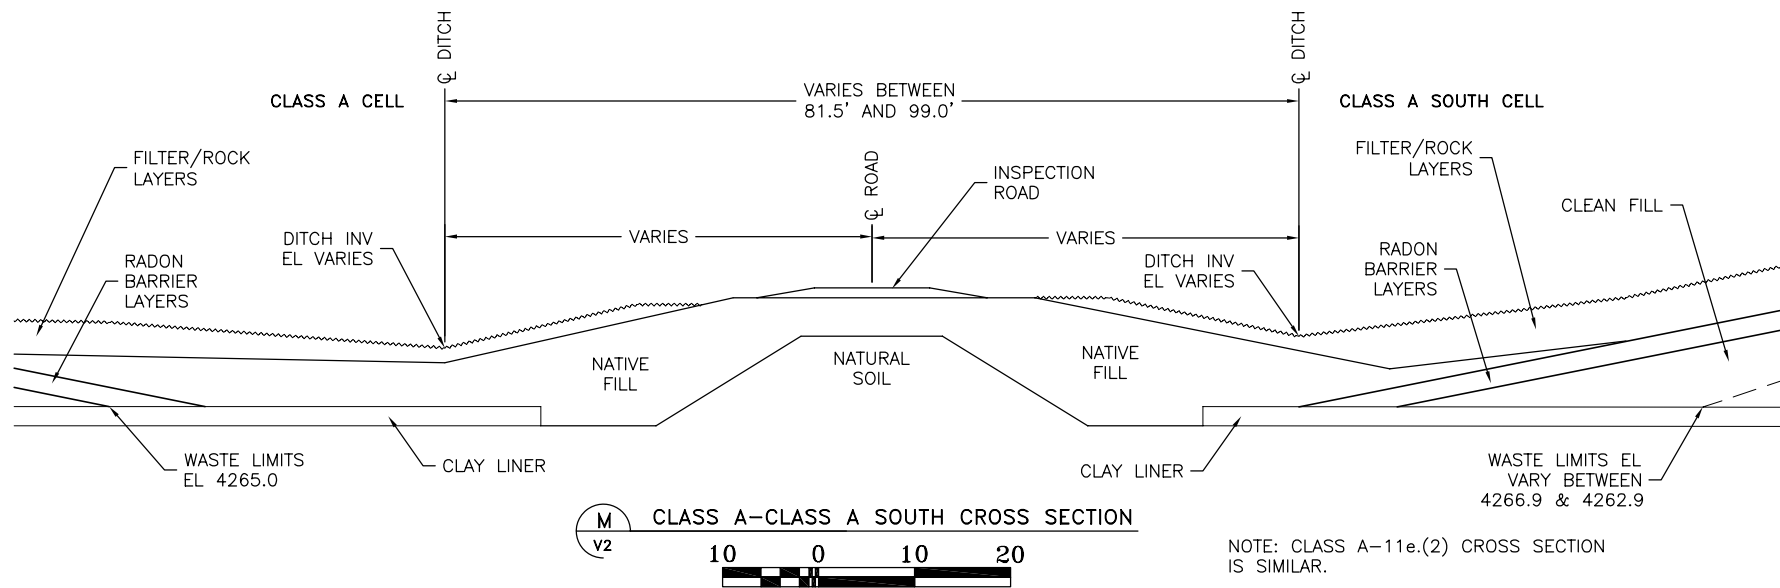 ℄ DITCH
℄ DITCH
CLASS A CELL
VARIES BETWEEN
81.5' AND 99.0'
CLASS A SOUTH CELL
FILTER/ROCK
LAYERS
℄ ROAD
INSPECTION
ROAD
FILTER/ROCK
LAYERS
CLEAN FILL
DITCH INV
EL VARIES
VARIES
VARIES
DITCH INV
EL VARIES
RADON
BARRIER
LAYERS
RADON
BARRIER
LAYERS
NATIVE
FILL
NATURAL
SOIL
NATIVE
FILL
WASTE LIMITS
EL 4265.0
CLAY LINER
CLAY LINER
WASTE LIMITS EL
VARY BETWEEN
4266.9 & 4262.9
M
V2
CLASS A-CLASS A SOUTH CROSS SECTION
10 0 10 20
NOTE: CLASS A-11e.(2) CROSS SECTION
IS SIMILAR.